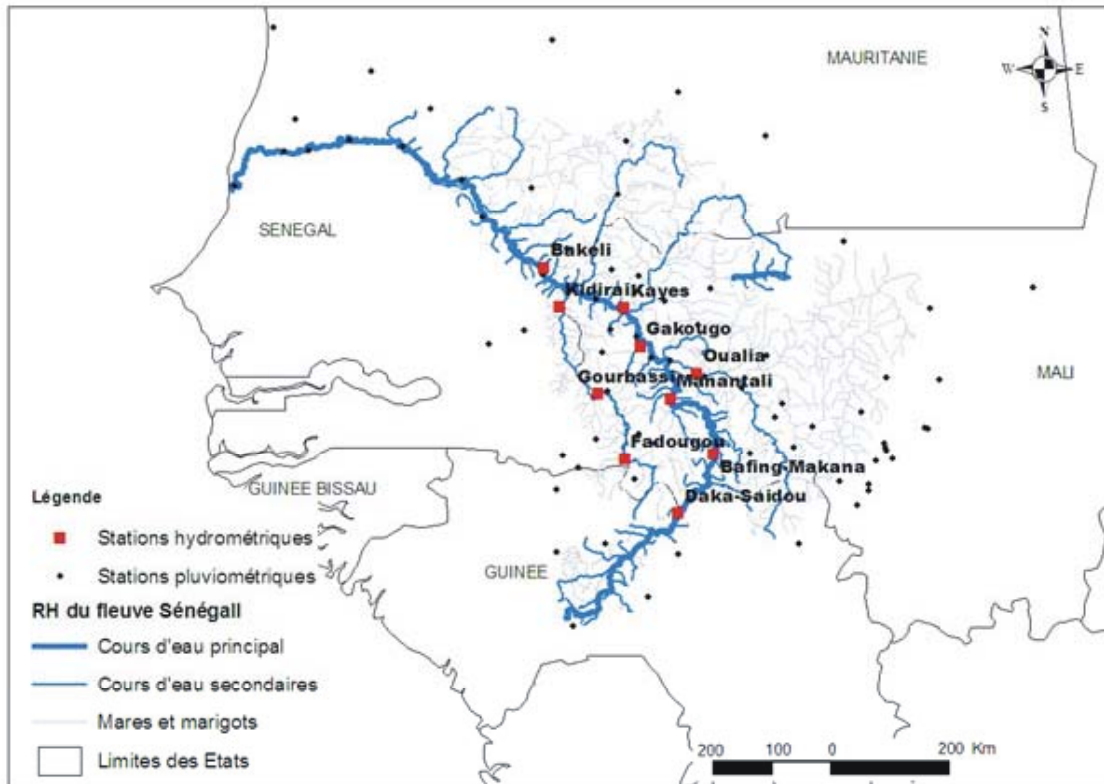 MAURITANIE
N
W E
S
SENEGAL
Bakeli
Kidirai Kayes
Gakougo
Oualia
MALI
Gourbassi Manantali
Fadougou
Bafing-Makana
GUINEE BISSAU
Daka-Saidou
GUINEE
Légende
Stations hydrométriques
Stations pluviométriques
RH du fleuve Sénégall
Cours d'eau principal
Cours d'eau secondaires
Mares et marigots
Limites des Etats
200 100 0 200 Km